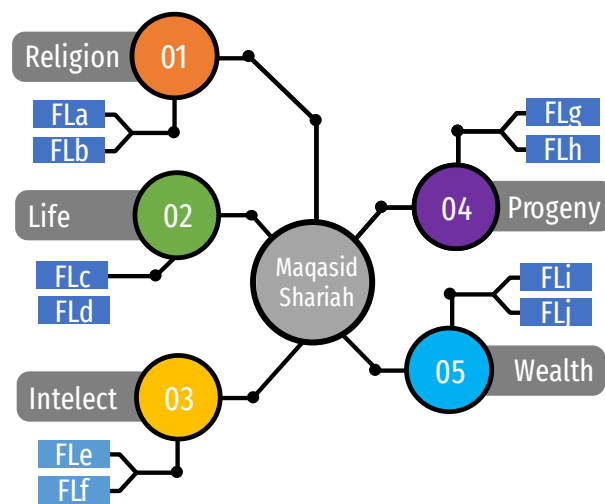 Religion
01
FLa
FLb
Life
02
FLc
FLd
Intelect
03
FLe
FLf
Maqasid
Shariah
FLg
FLh
04
Progeny
FLi
FLj
05
Wealth